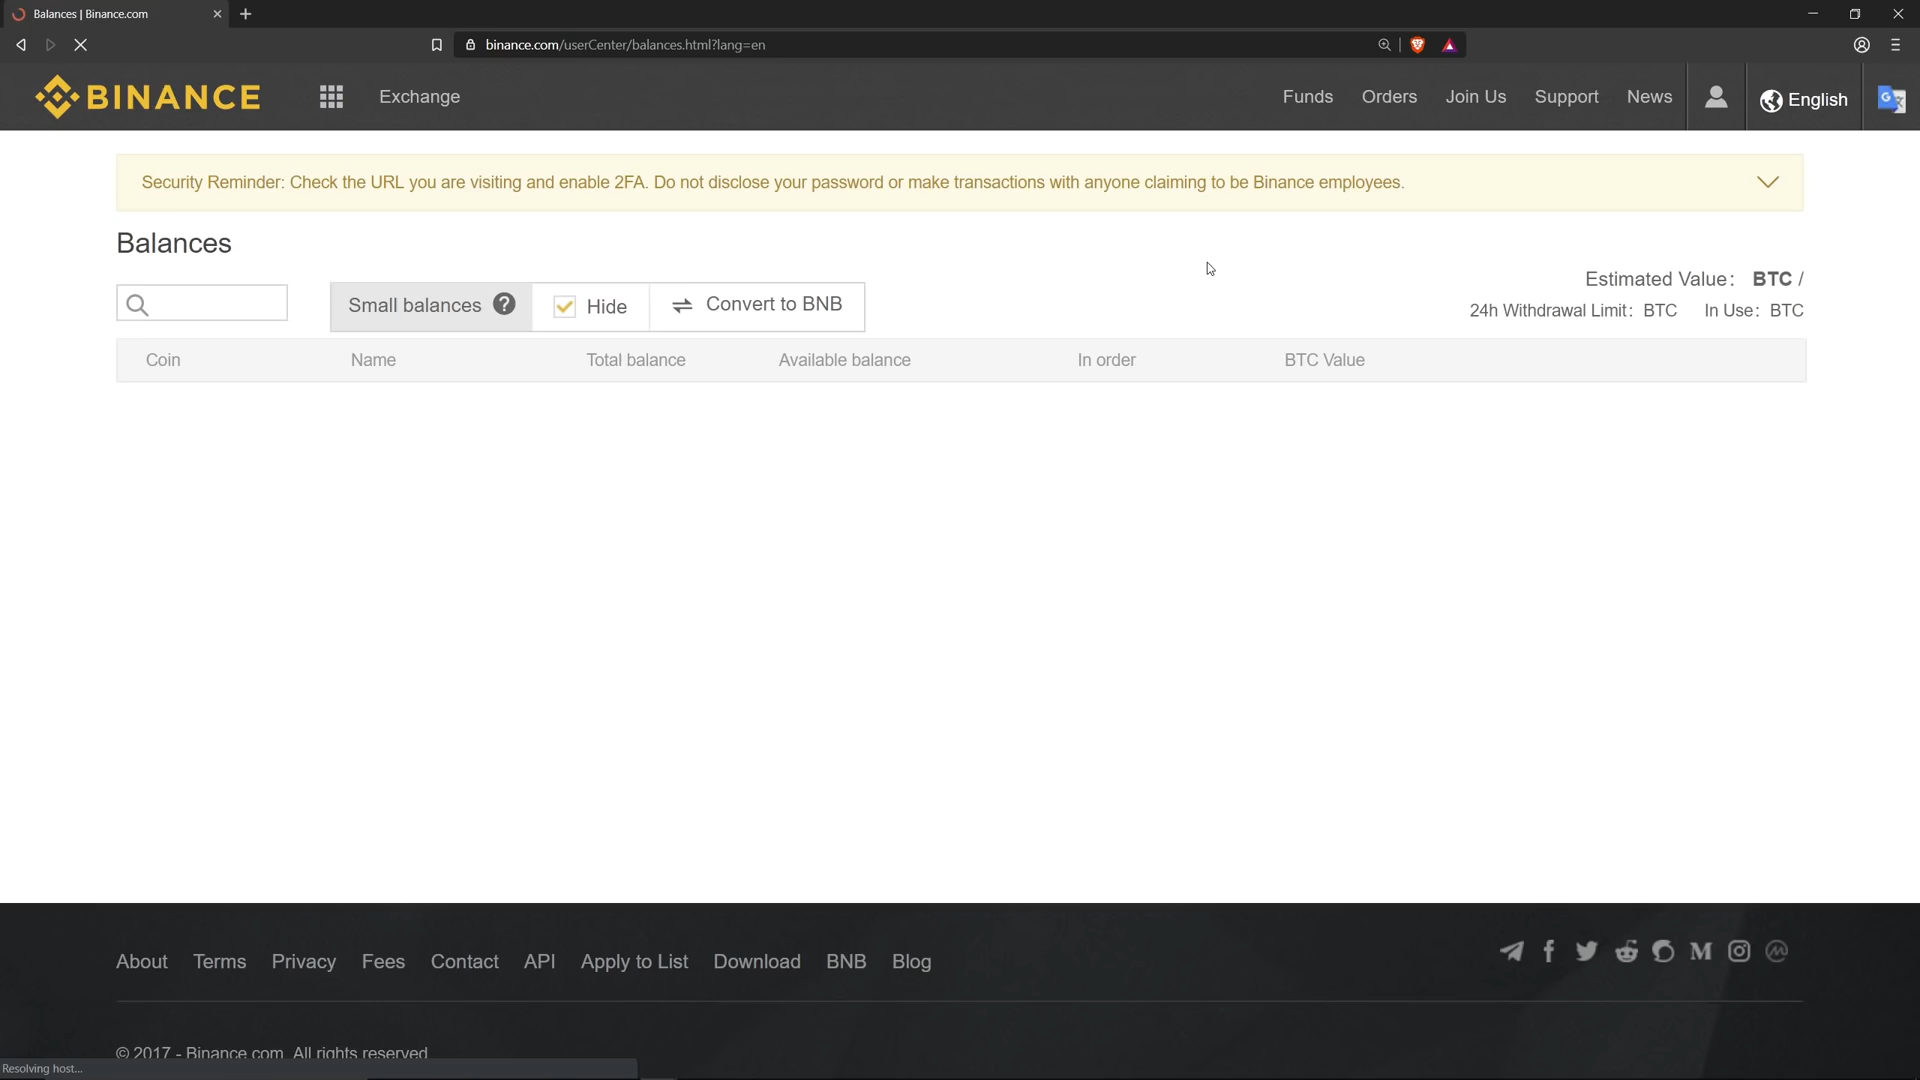 Balances | Binance.com
binance.com/userCenter/balances.html?lang=en
BINANCE
Exchange
Funds
Orders
Join Us
Support
News
English
Security Reminder: Check the URL you are visiting and enable 2FA. Do not disclose your password or make transactions with anyone claiming to be Binance employees.
Balances
Estimated Value: BTC /
Small balances ?
Hide
Convert to BNB
24h Withdrawal Limit: BTC In Use: BTC
Coin
Name
Total balance
Available balance
In order
BTC Value
About
Terms
Privacy
Fees
Contact
API
Apply to List
Download
BNB
Blog
© 2017 - Binance.com. All rights reserved
Resolving host...